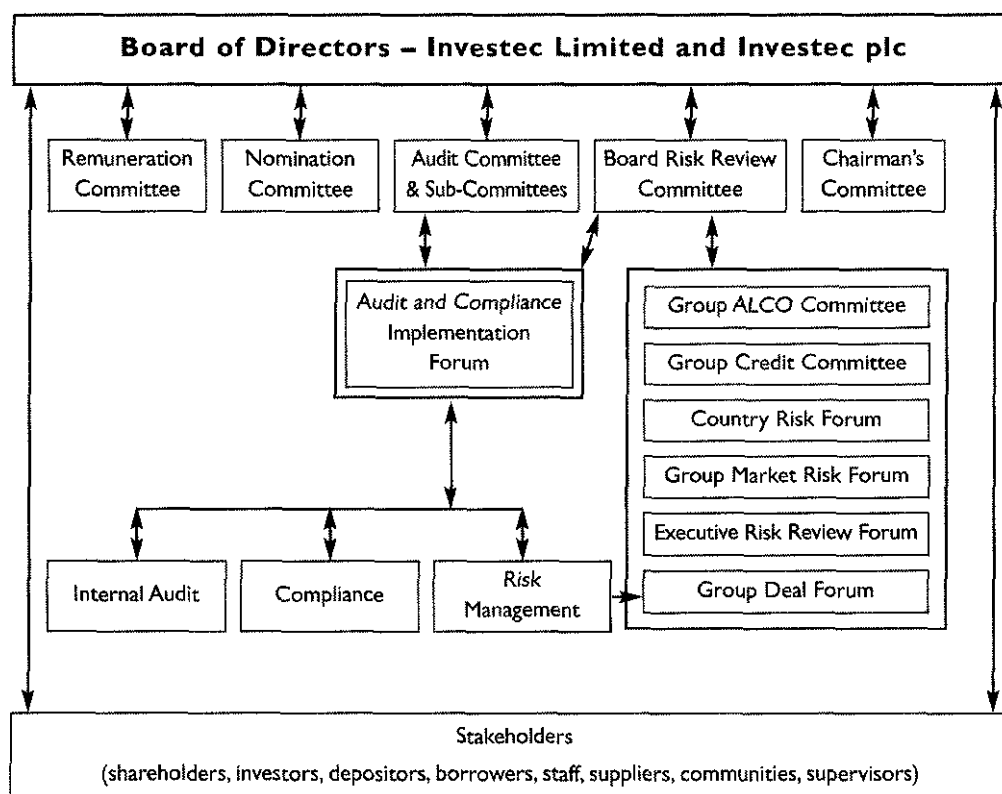 Board of Directors – Investec Limited and Investec plc
Remuneration
Committee
Nomination
Committee
Audit Committee
& Sub-Committees
Board Risk Review
Committee
Chairman's
Committee
Audit and Compliance
Implementation
Forum
Group ALCO Committee
Group Credit Committee
Country Risk Forum
Group Market Risk Forum
Executive Risk Review Forum
Group Deal Forum
Internal Audit
Compliance
Risk
Management
Stakeholders
(shareholders, investors, depositors, borrowers, staff, suppliers, communities, supervisors)